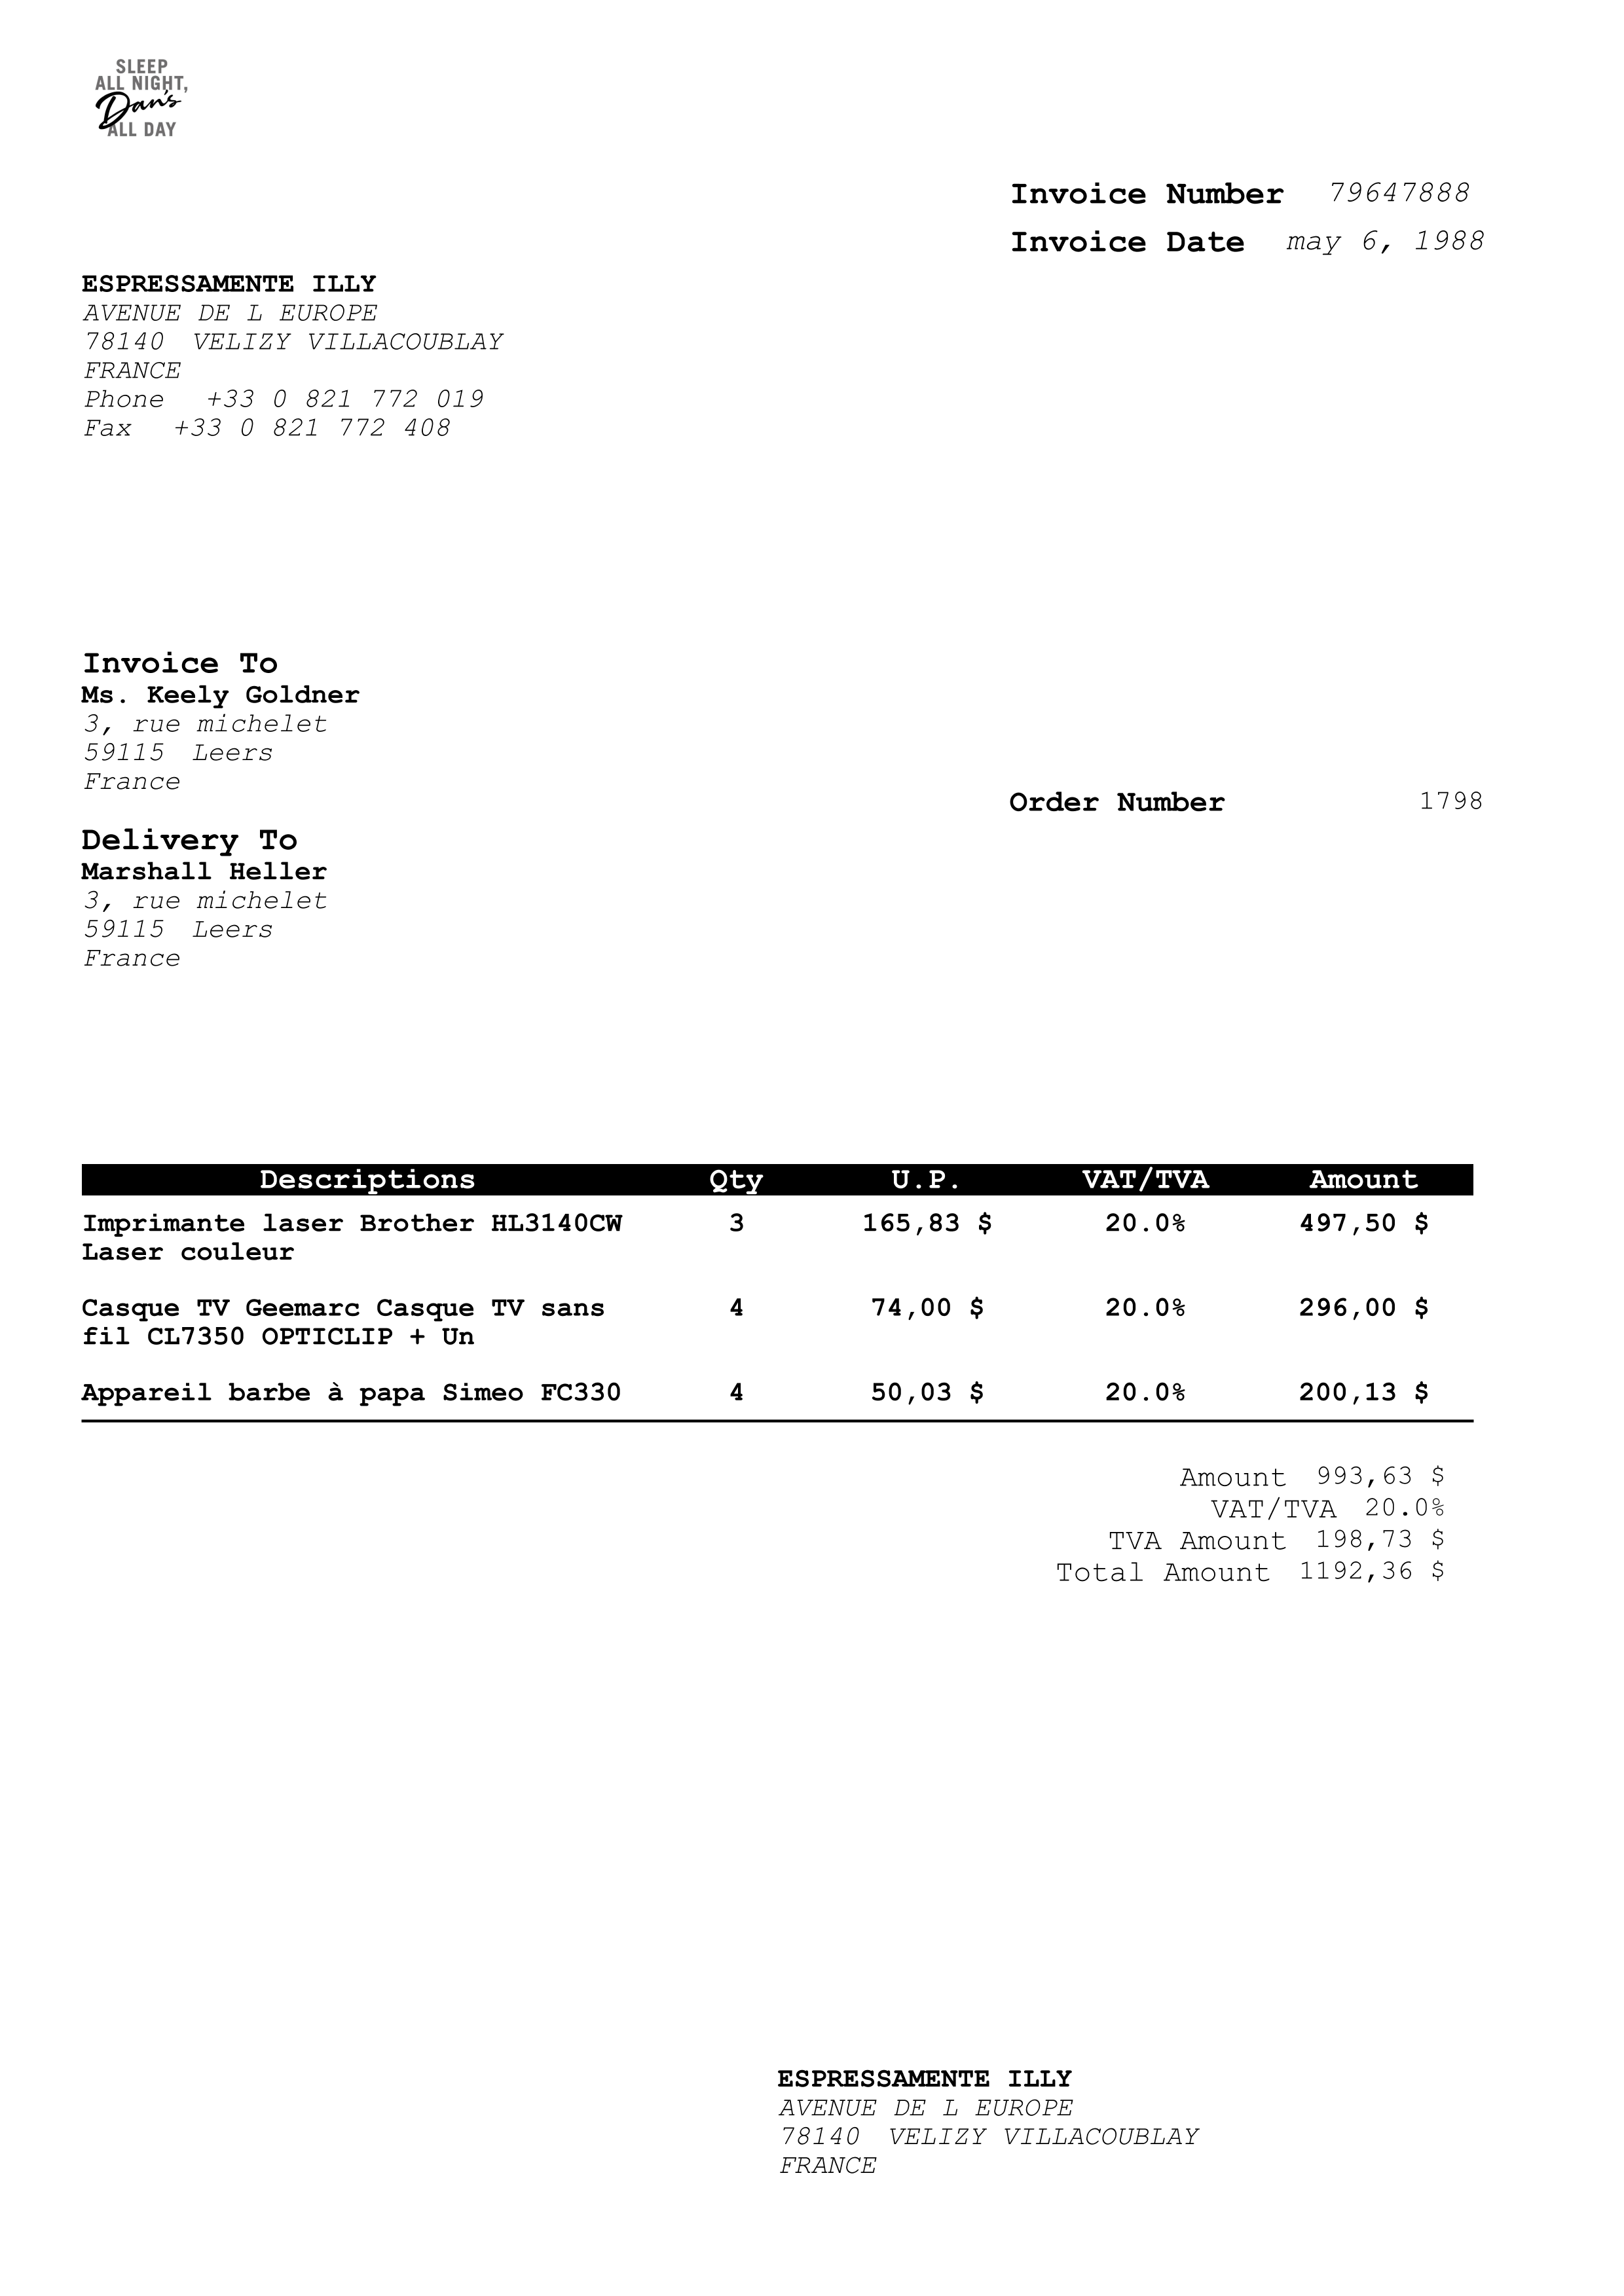 SLEEP
ALL NIGHT,
Dan's
ALL DAY
Invoice Number 79647888
Invoice Date may 6, 1988
ESPRESSAMENTE ILLY
AVENUE DE L EUROPE
78140 VELIZY VILLACOUBLAY
FRANCE
Phone +33 0 821 772 019
Fax +33 0 821 772 408
Invoice To
Ms. Keely Goldner
3, rue michelet
59115 Leers
France
Order Number 1798
Delivery To
Marshall Heller
3, rue michelet
59115 Leers
France
Descriptions Qty U.P. VAT/TVA Amount
Imprimante laser Brother HL3140CW 3 165,83 $ 20.0% 497,50 $
Laser couleur
Casque TV Geemarc Casque TV sans 4 74,00 $ 20.0% 296,00 $
fil CL7350 OPTICLIP + Un
Appareil barbe à papa Simeo FC330 4 50,03 $ 20.0% 200,13 $
Amount 993,63 $
VAT/TVA 20.0%
TVA Amount 198,73 $
Total Amount 1192,36 $
ESPRESSAMENTE ILLY
AVENUE DE L EUROPE
78140 VELIZY VILLACOUBLAY
FRANCE